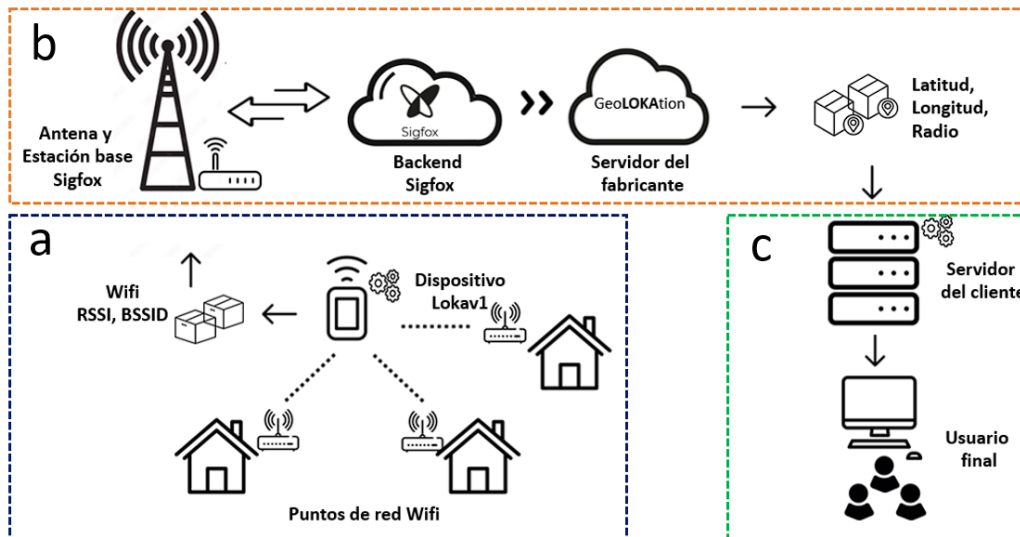 b
Antena y
Estación base
Sigfox
Sigfox
Backend
Sigfox
GeoLOKAtion
Servidor del
fabricante
Latitud,
Longitud,
Radio
a
Wifi
RSSI, BSSID
Dispositivo
Lokav1
Puntos de red Wifi
c
Servidor
del cliente
Usuario
final